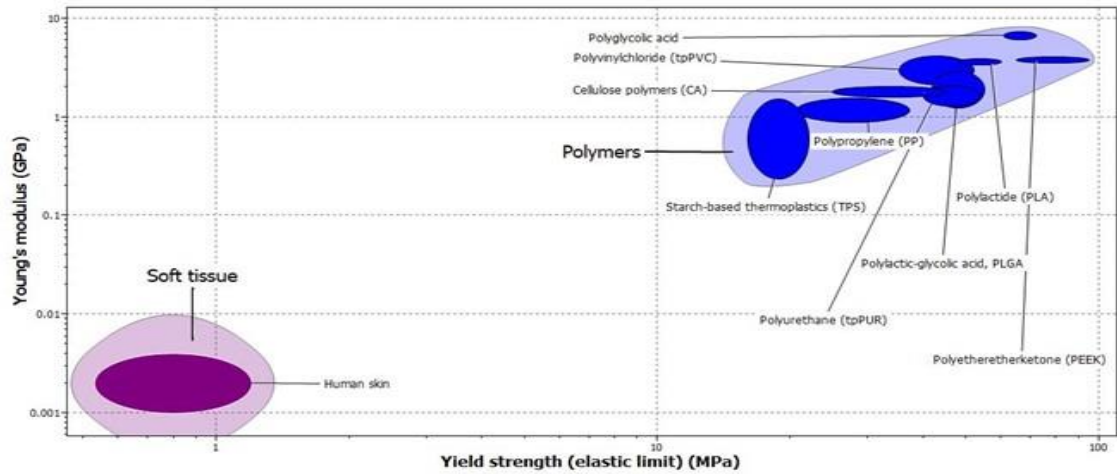 10
Polyglycolic acid
Polyvinylchloride (tpPVC)
Cellulose polymers (CA)
1
Polymers
Polypropylene (PP)
Polylactide (PLA)
Starch-based thermoplastics (TPS)
0.1
Young's modulus (GPa)
Soft tissue
Polylactic-glycolic acid, PLGA
0.01
Polyurethane (tpPUR)
Polyetheretherketone (PEEK)
Human skin
0.001
1
10
100
Yield strength (elastic limit) (MPa)